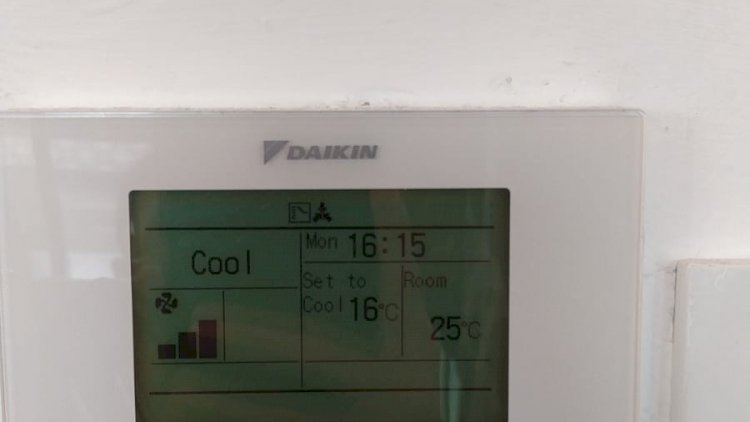 DAIKIN
Cool
Mon 16:15
Set to
Cool 16°C
Room
25°C